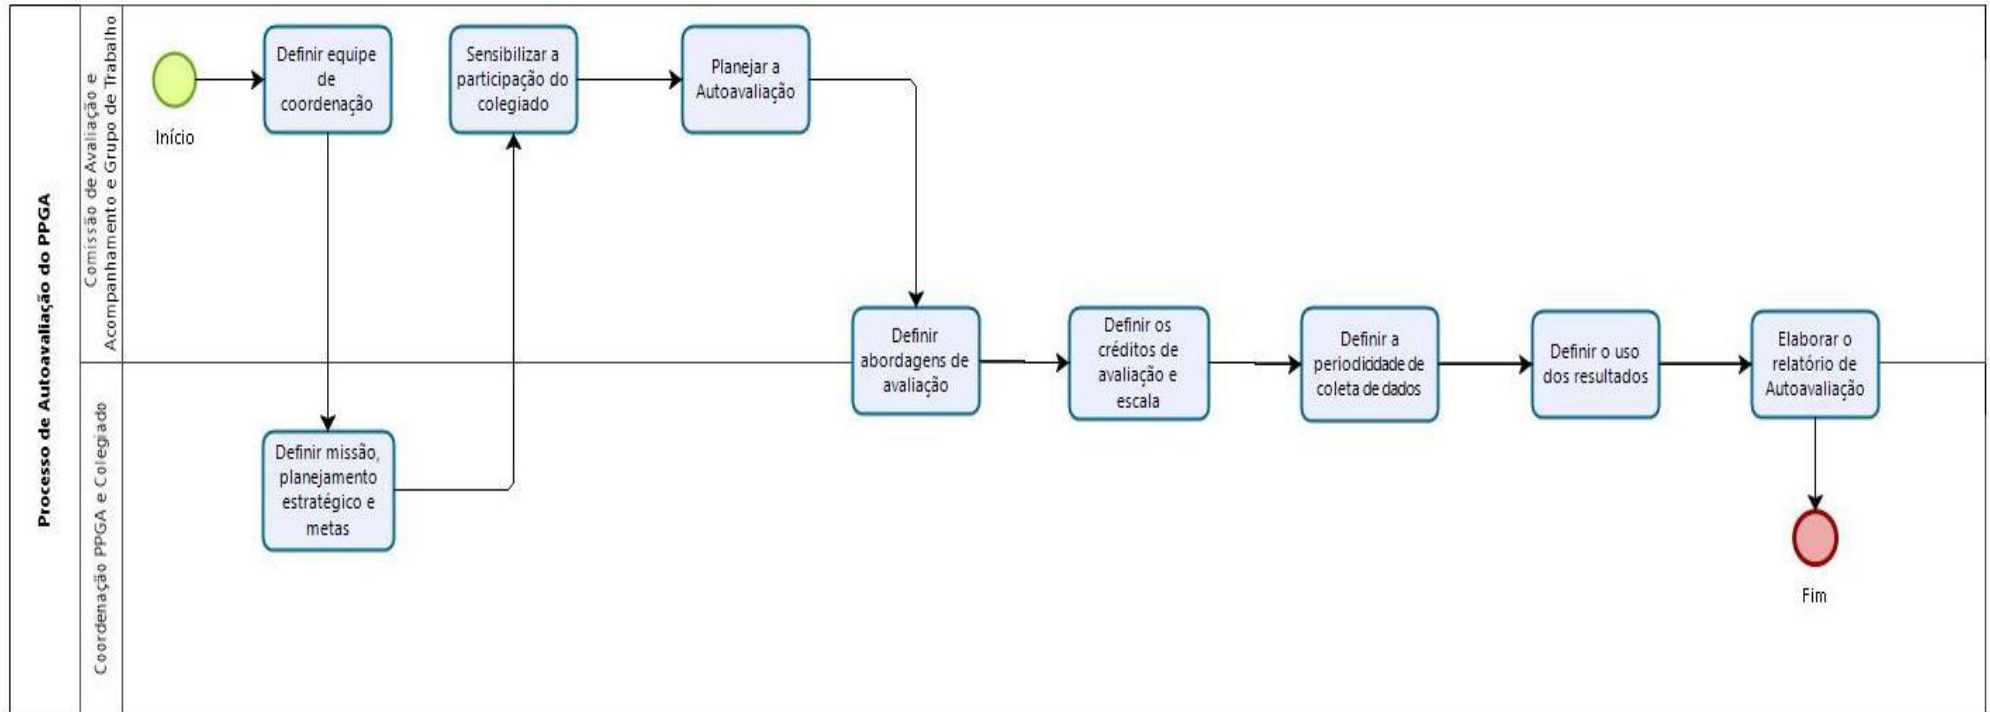 Processo de Autoavaliação do PPGA
Comissão de Avaliação e
Acompanhamento e Grupo de Trabalho
Início
Definir equipe
de
coordenação
Sensibilizar a
participação do
colegiado
Planejar a
Autoavaliação
Definir
abordagens de
avaliação
Definir os
créditos de
avaliação e
escala
Definir a
periodicidade de
coleta de dados
Definir o uso
dos resultados
Elaborar o
relatório de
Autoavaliação
Coordenação PPGA e Colegiado
Definir missão,
planejamento
estratégico e
metas
Fim